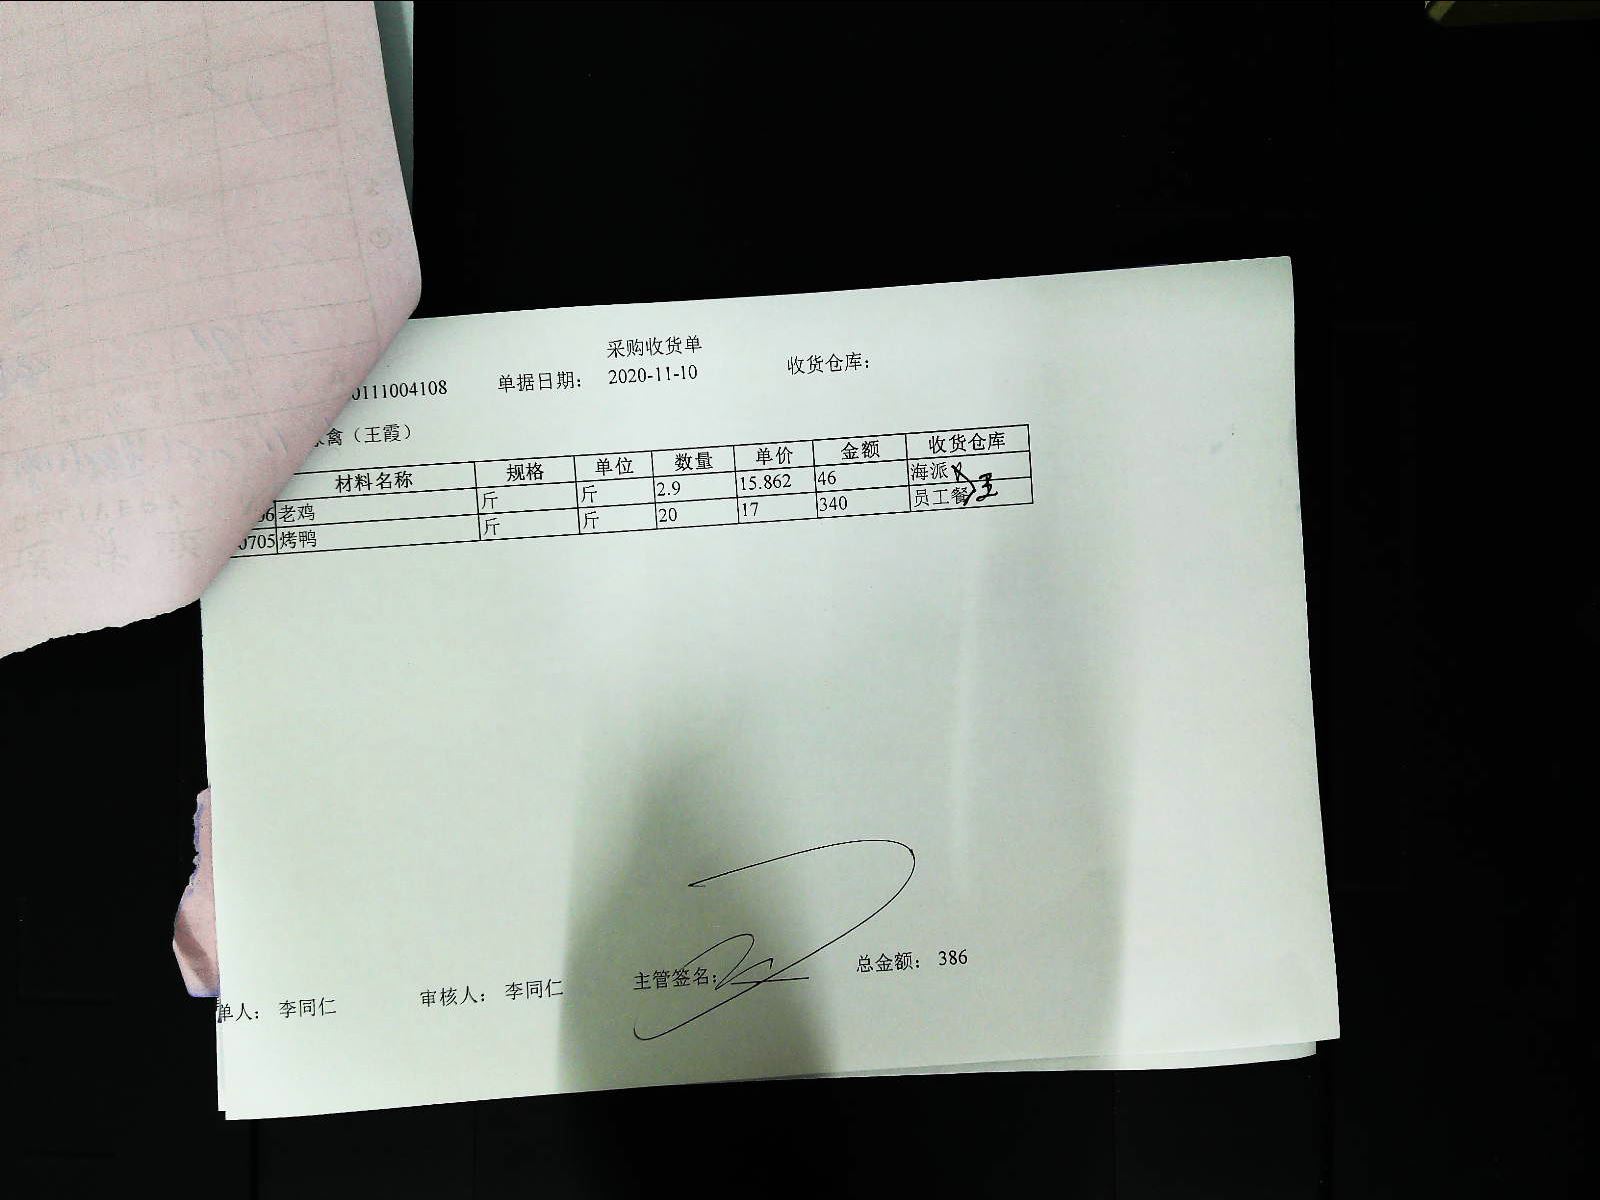 采购收货单
0111004108 单据日期： 2020-11-10 收货仓库：
禽（王霞）
材料名称 规格 单位 数量 单价 金额 收货仓库
6 老鸡 斤 斤 2.9 15.862 46 海派
0705 烤鸭 斤 斤 20 17 340 员工餐
单人： 李同仁 审核人： 李同仁 主管签名： 总金额： 386